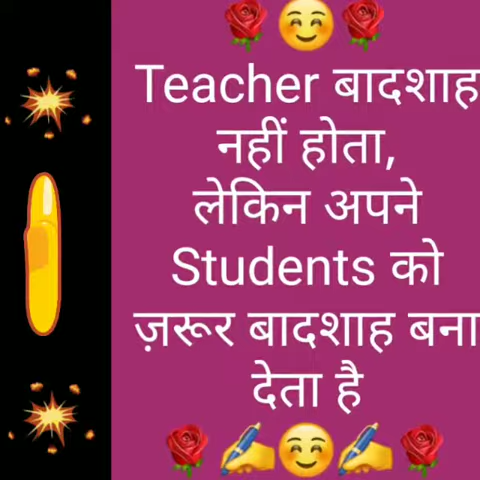 Teacher बादशाह
नहीं होता,
लेकिन अपने
Students को
ज़रूर बादशाह बना
देता है